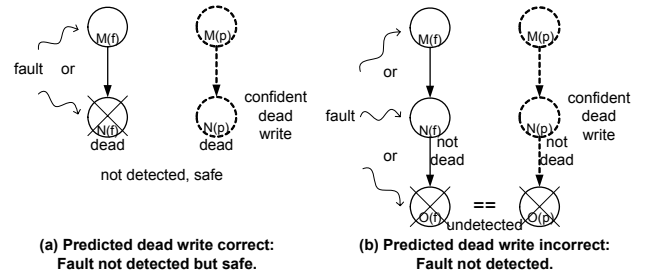 M(f)
M(p)
fault or
N(f)
N(p)
dead
dead
confident
dead
write
not detected, safe
(a) Predicted dead write correct:
Fault not detected but safe.
M(f)
M(p)
or
fault
N(f)
N(p)
confident
dead
write
not
dead
not
dead
or
O(f)
==
O(p)
undetected
(b) Predicted dead write incorrect:
Fault not detected.